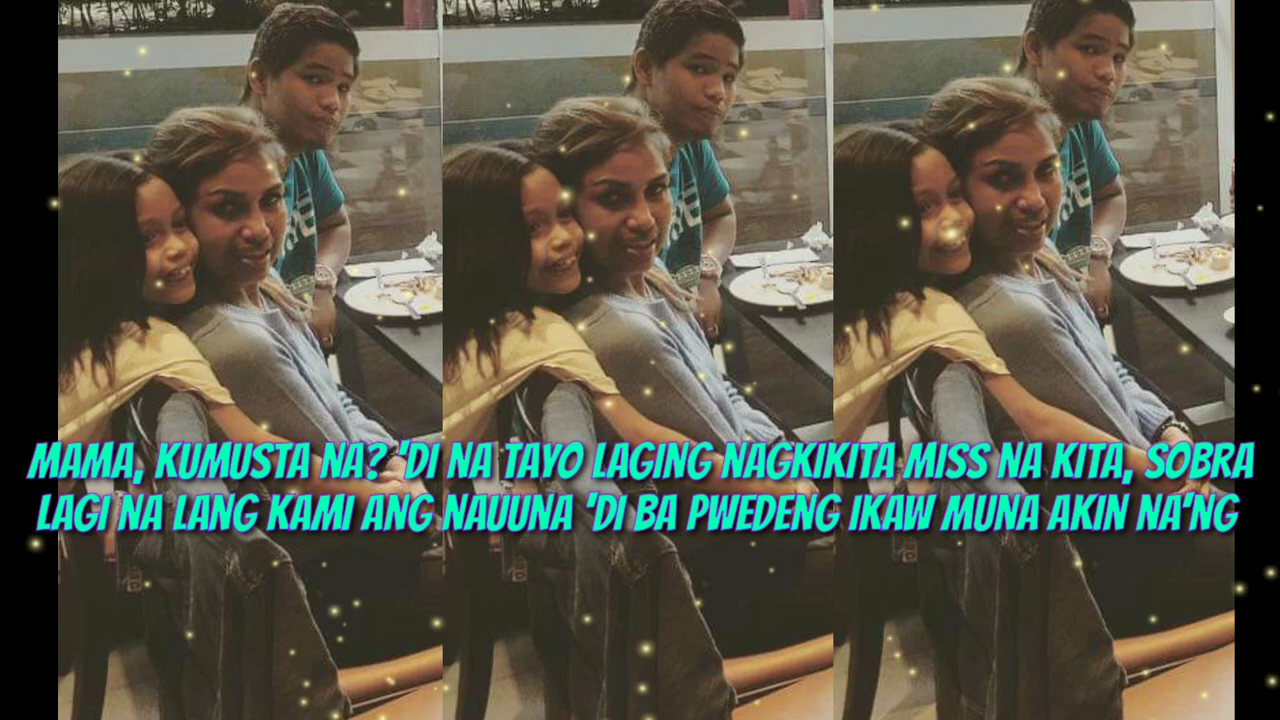 MAMA, KUMUSTA NA? 'DI NA TAYO LAGING NAGKIKITA MISS NA KITA, SOBRA
LAGI NA LANG KAMI ANG NAUUNA 'DI BA PWEDENG IKAW MUNA AKIN NA'NG